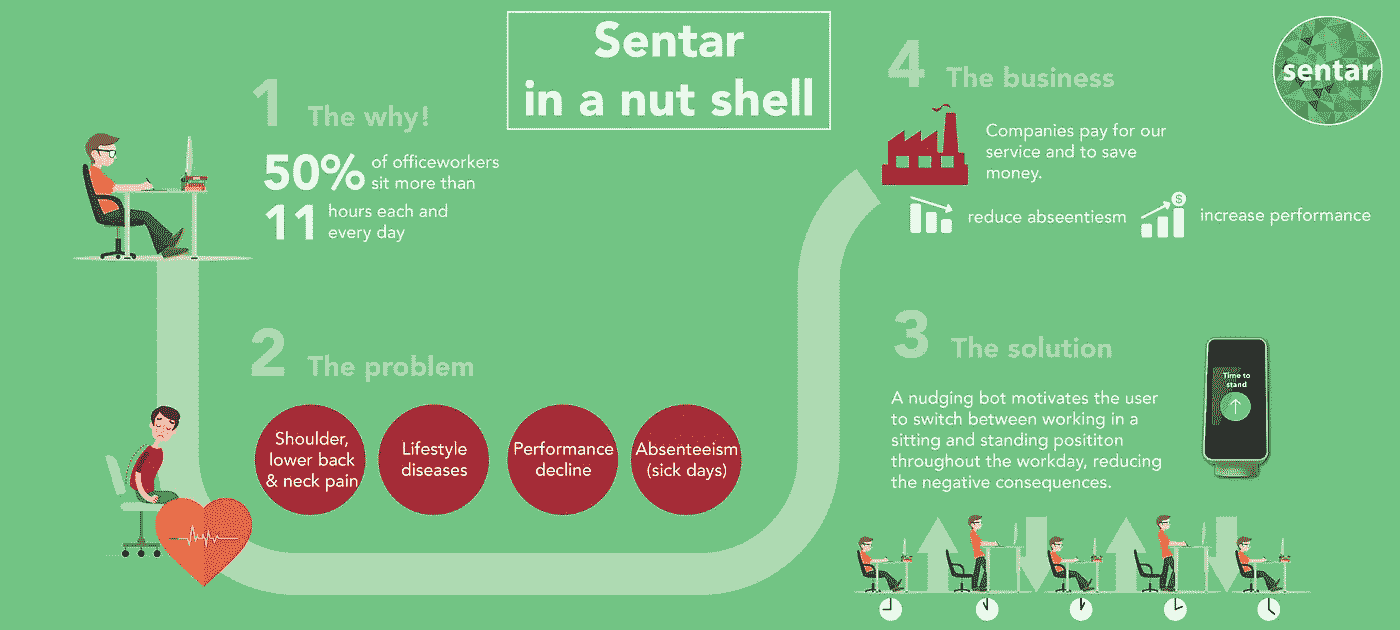 Sentar
in a nut shell
sentar
1 The why!
50% of officeworkers
sit more than
11 hours each and
every day
2 The problem
Shoulder,
lower back
& neck pain
Lifestyle
diseases
Performance
decline
Absenteeism
(sick days)
3 The solution
A nudging bot motivates the user
to switch between working in a
sitting and standing posititon
throughout the workday, reducing
the negative consequences.
Time to
stand
4 The business
Companies pay for our
service and to save
money.
reduce abseentiesm
$
increase performance